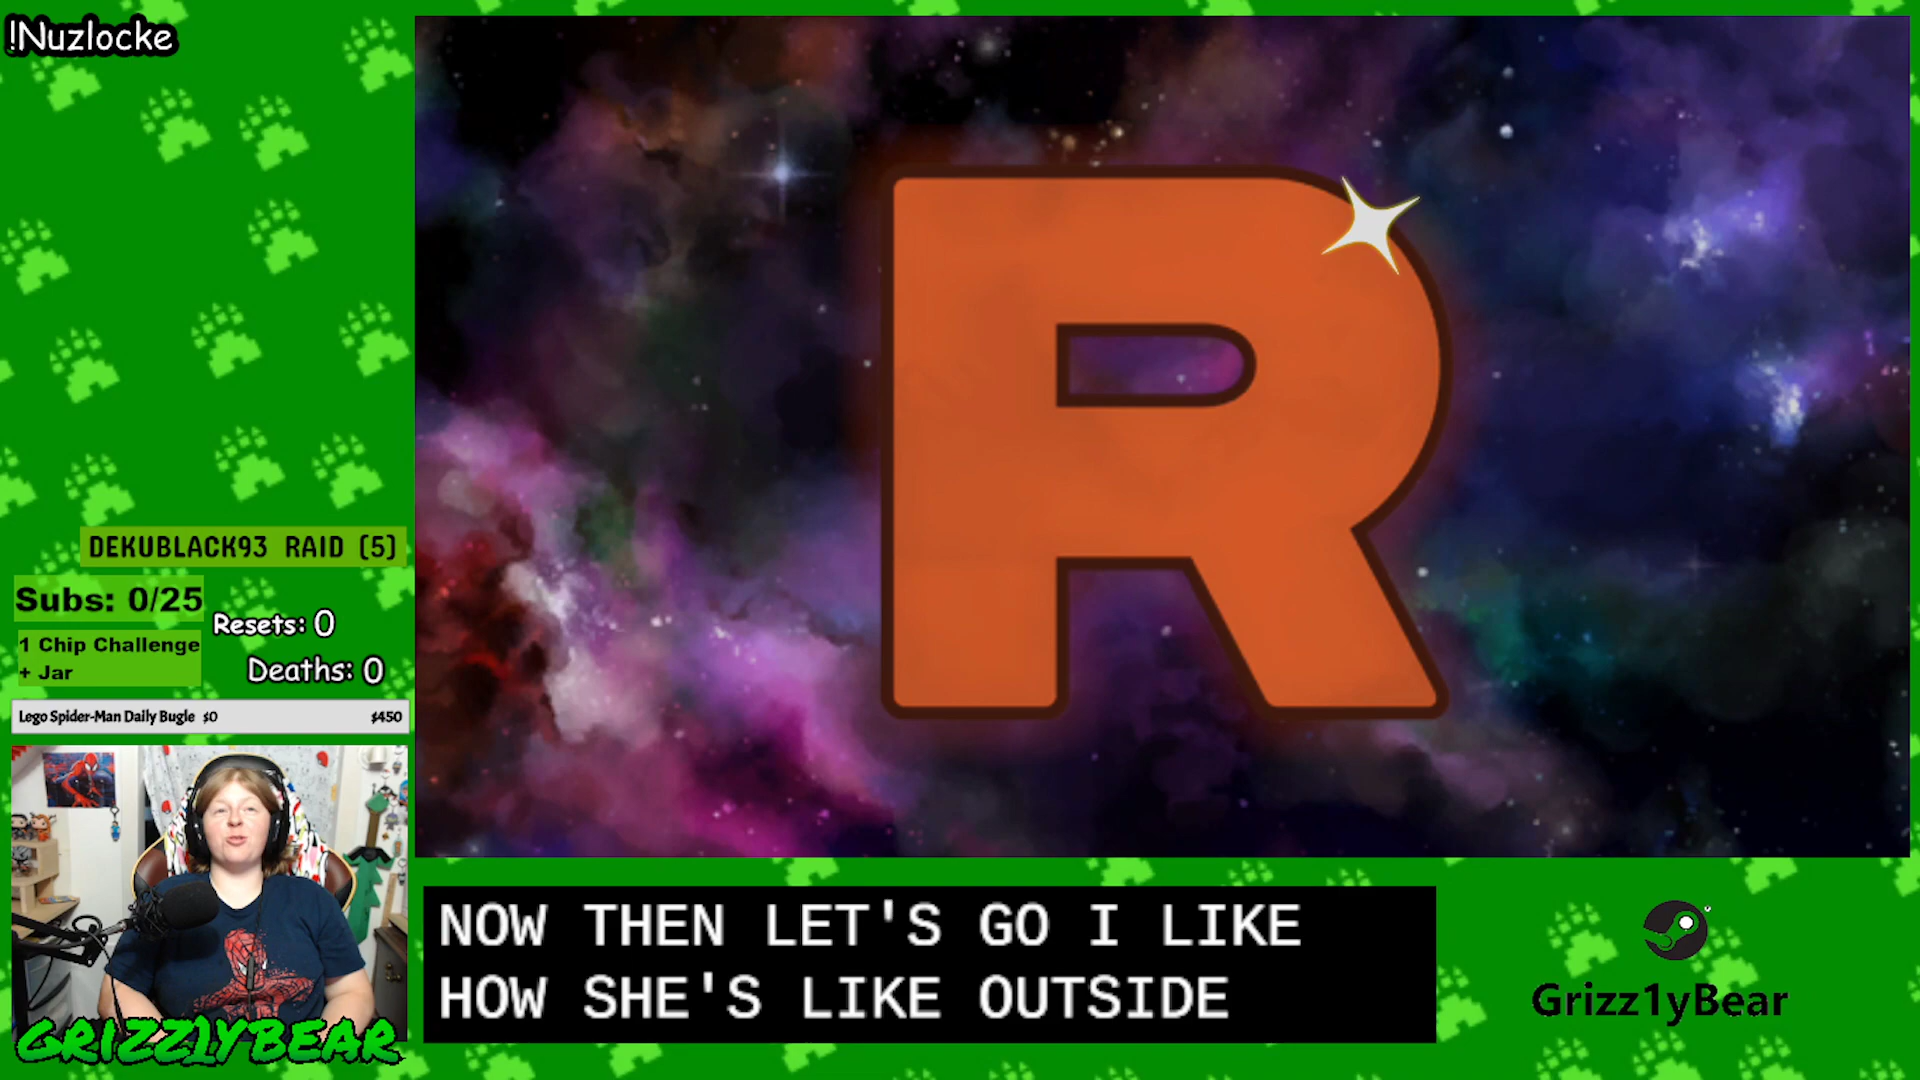 !Nuzlocke
R
DEKUBLACK93 RAID (5)
Subs: 0/25
Resets: 0
1 Chip Challenge
+ Jar
Deaths: 0
Lego Spider-Man Daily Bugle $0 $450
GRIZZ1YBEAR
NOW THEN LET'S GO I LIKE
HOW SHE'S LIKE OUTSIDE
Grizz1yBear